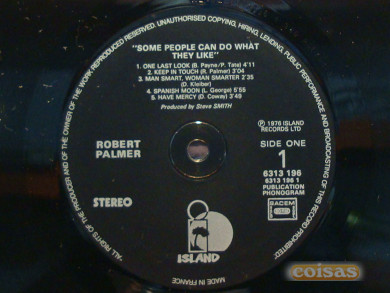 "ALL RIGHTS OF THE PRODUCER AND OF THE OWNER OF THE WORK REPRODUCED RESERVED. UNAUTHORISED COPYING, HIRING, LENDING, PUBLIC PERFORMANCE AND BROADCASTING OF THIS RECORD PROHIBITED"
"SOME PEOPLE CAN DO WHAT
THEY LIKE"
1. ONE LAST LOOK (B. Payne/F. Tate) 4'11
2. KEEP IN TOUCH (R. Palmer) 3'04
3. MAN SMART, WOMAN SMARTER 2'35
(D. Kleiber)
4. SPANISH MOON (L. George) 5'55
5. HAVE MERCY (D. Covay) 3'49
Produced by Steve SMITH
ROBERT
PALMER
STEREO
℗ 1976 ISLAND
RECORDS LTD
SIDE ONE
1
6313 196
6313 196 1
PUBLICATION
PHONOGRAM
SACEM
ISLAND
MADE IN FRANCE
coisas